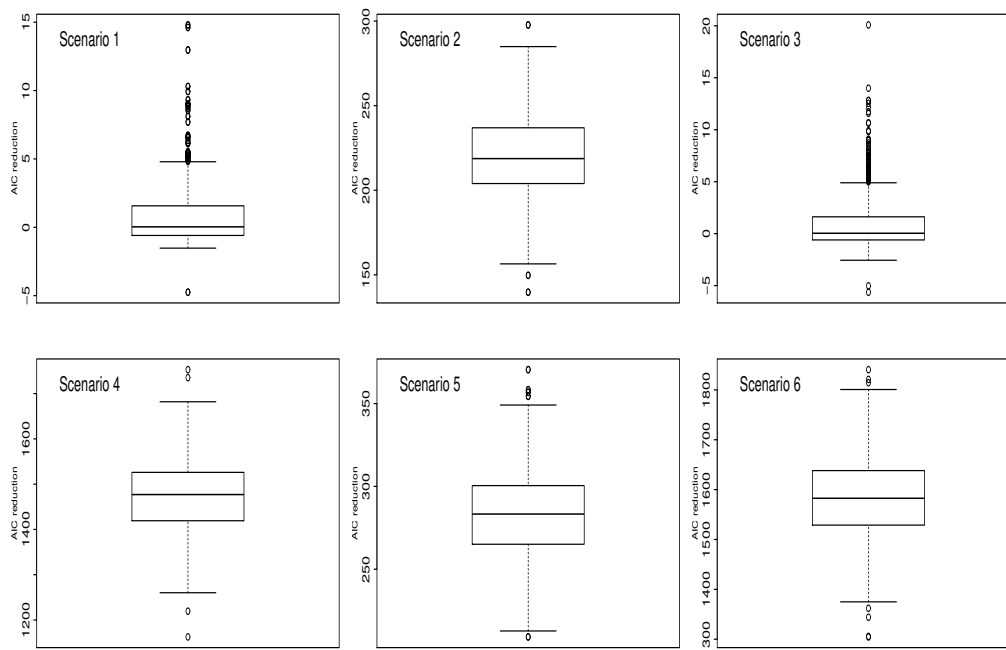 Scenario 1
AIC reduction
15
10
5
0
−5
Scenario 2
AIC reduction
300
250
200
150
Scenario 3
AIC reduction
20
15
10
5
0
−5
Scenario 4
AIC reduction
1600
1400
1200
Scenario 5
AIC reduction
350
300
250
Scenario 6
AIC reduction
1800
1700
1600
1500
1400
300